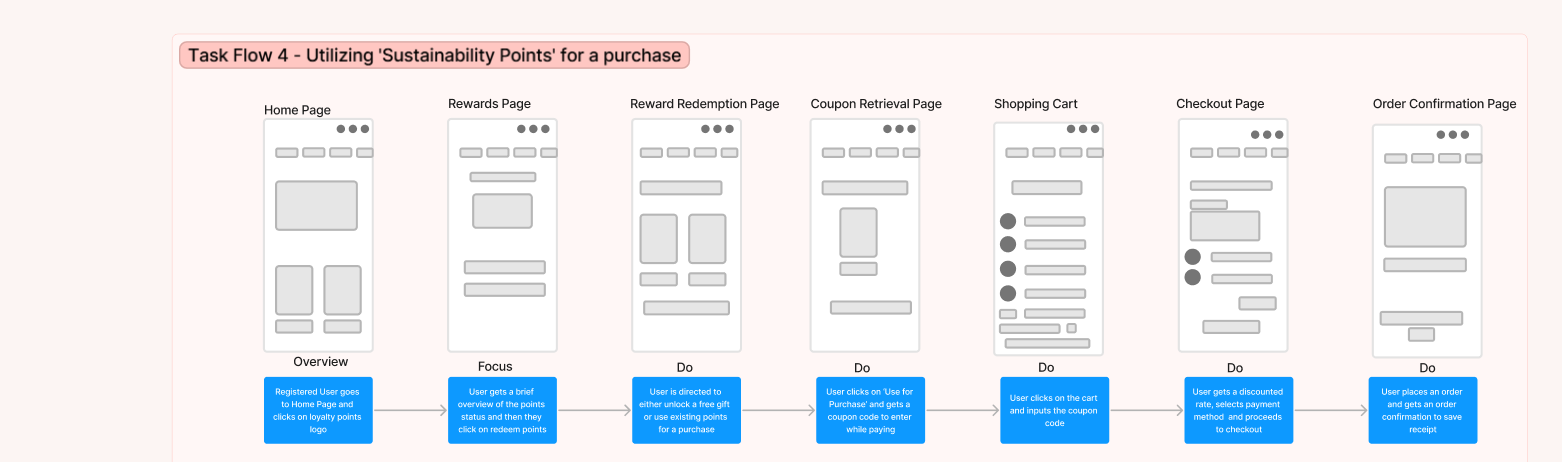 Task Flow 4 - Utilizing 'Sustainability Points' for a purchase
Home Page
Rewards Page
Reward Redemption Page
Coupon Retrieval Page
Shopping Cart
Checkout Page
Order Confirmation Page
Overview
Focus
Do
Do
Do
Do
Do
Registered User goes
to Home Page and
clicks on loyalty points
logo
User gets a brief
overview of the points
status and then they
click on redeem points
User is directed to
either unlock a free gift
or use existing points
for a purchase
User clicks on 'Use for
Purchase' and gets a
coupon code to enter
while paying
User clicks on the cart
and inputs the coupon
code
User gets a discounted
rate, selects payment
method and proceeds
to checkout
User places an order
and gets an order
confirmation to save
receipt